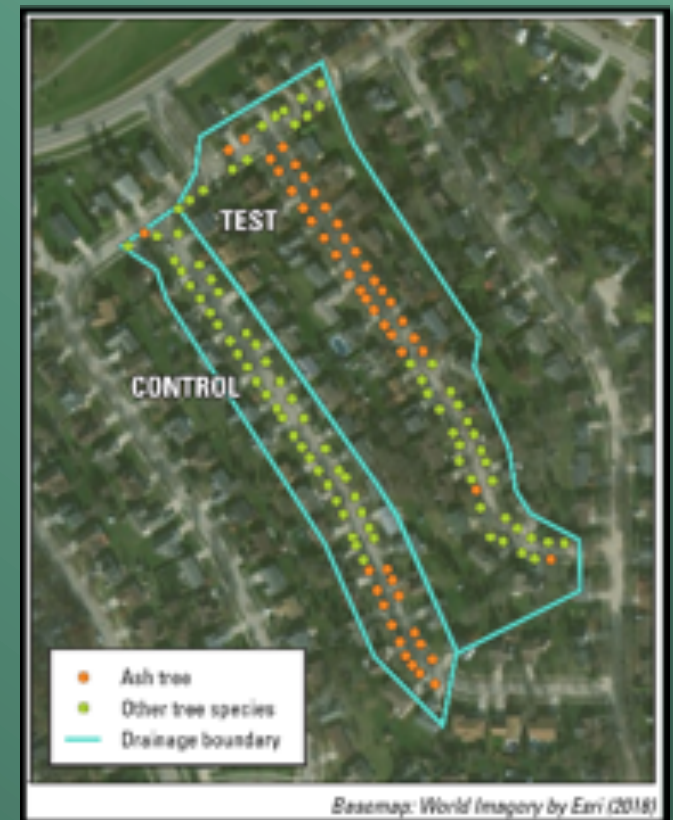 TEST
CONTROL
Ash tree
Other tree species
Drainage boundary
Basemap: World Imagery by Esri (2018)